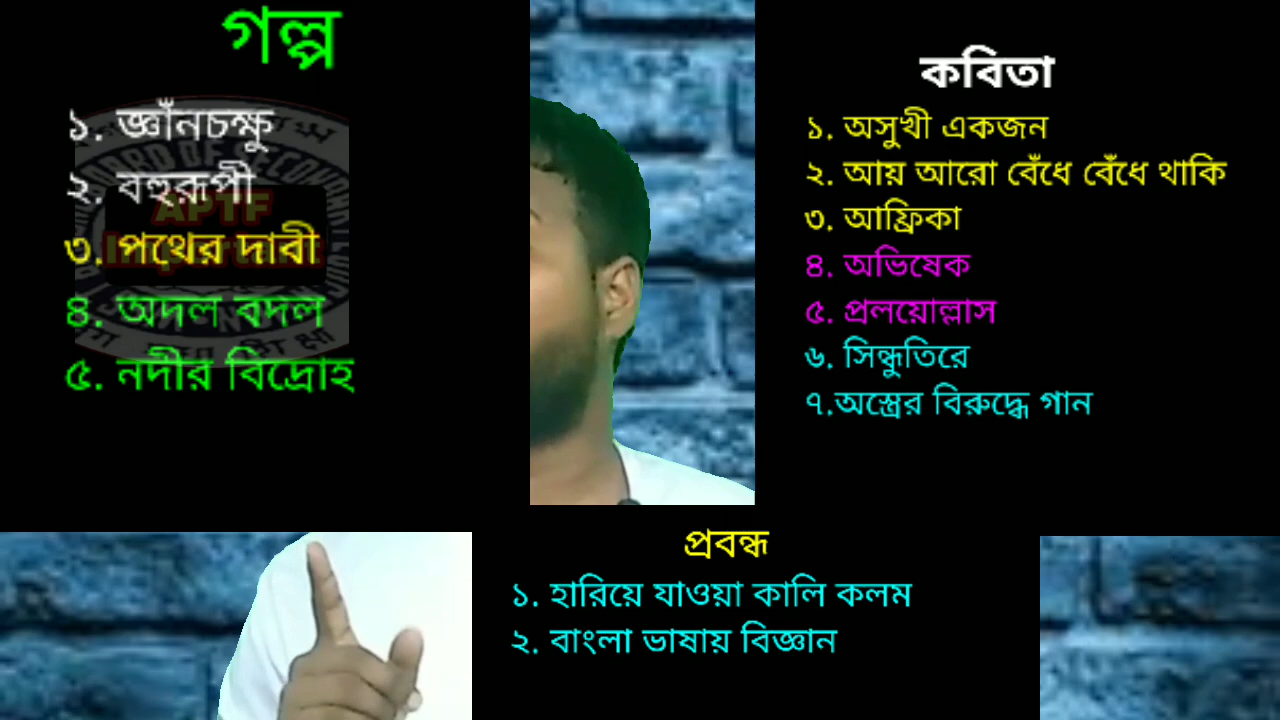 গল্প
১. জ্ঞাঁনচক্ষু
২. বহুরূপী
৩. পথের দাবী
৪. অদল বদল
৫. নদীর বিদ্রোহ
কবিতা
১. অসুখী একজন
২. আয় আরো বেঁধে বেঁধে থাকি
৩. আফ্রিকা
৪. অভিষেক
৫. প্রলয়োল্লাস
৬. সিন্ধুতিরে
৭.অস্ত্রের বিরুদ্ধে গান
প্রবন্ধ
১. হারিয়ে যাওয়া কালি কলম
২. বাংলা ভাষায় বিজ্ঞান